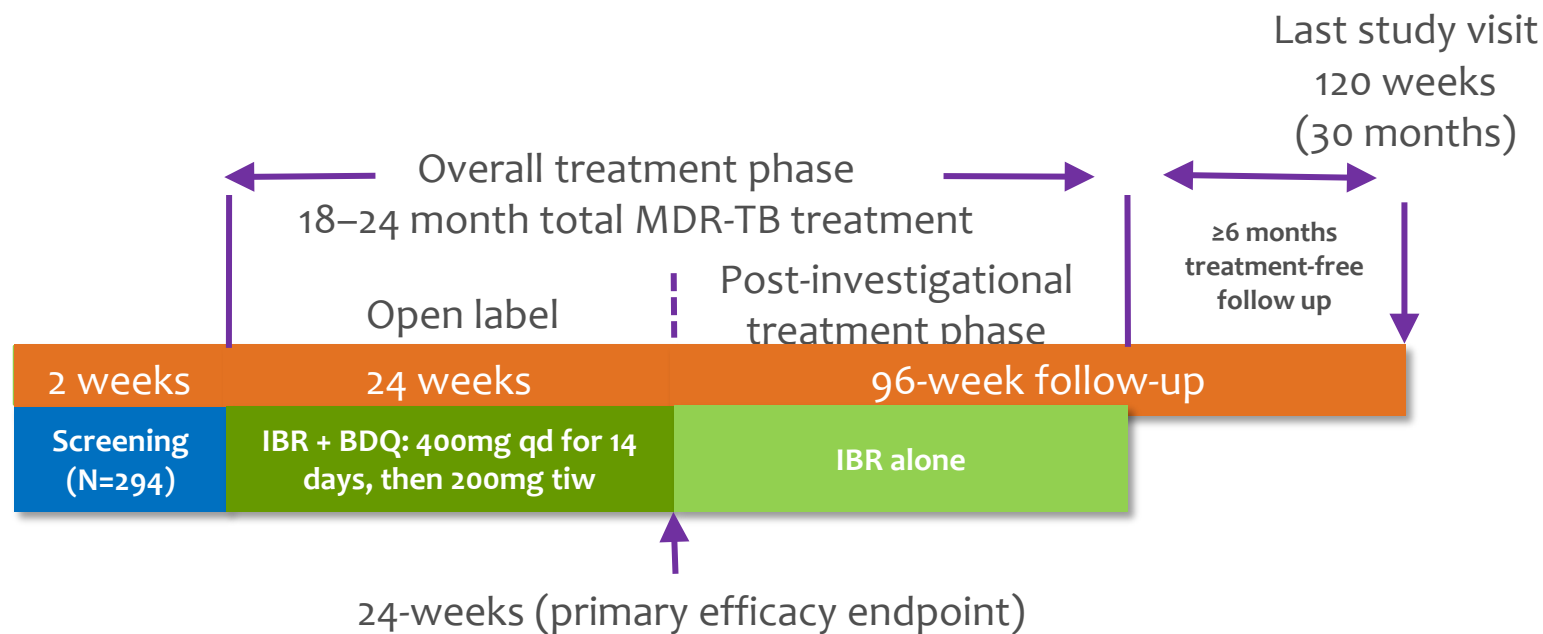 Last study visit
120 weeks
(30 months)
Overall treatment phase
18–24 month total MDR-TB treatment
≥6 months
treatment-free
follow up
Open label
Post-investigational
treatment phase
2 weeks
24 weeks
96-week follow-up
Screening
(N=294)
IBR + BDQ: 400mg qd for 14
days, then 200mg tiw
IBR alone
24-weeks (primary efficacy endpoint)